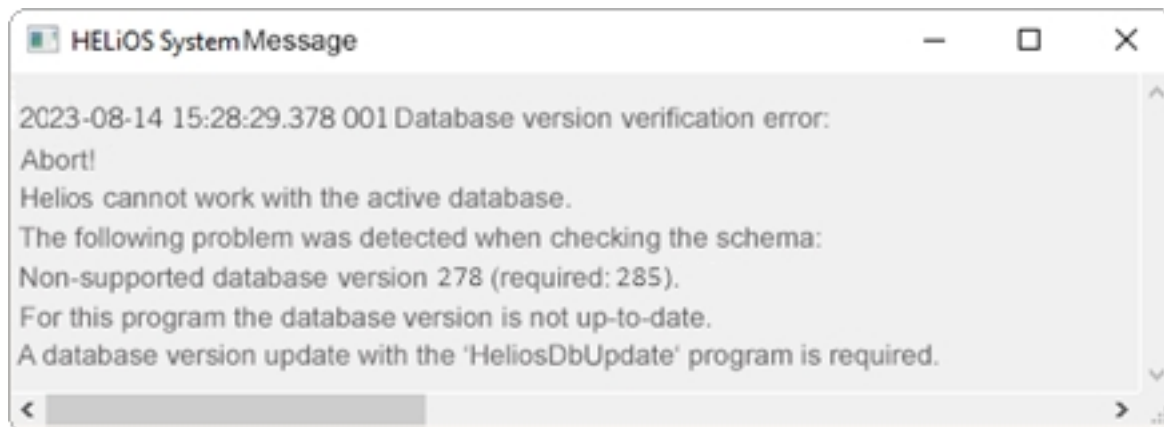 HELiOS System Message
2023-08-14 15:28:29.378 001 Database version verification error:
Abort!
Helios cannot work with the active database.
The following problem was detected when checking the schema:
Non-supported database version 278 (required: 285).
For this program the database version is not up-to-date.
A database version update with the ‘HeliosDbUpdate‘ program is required.